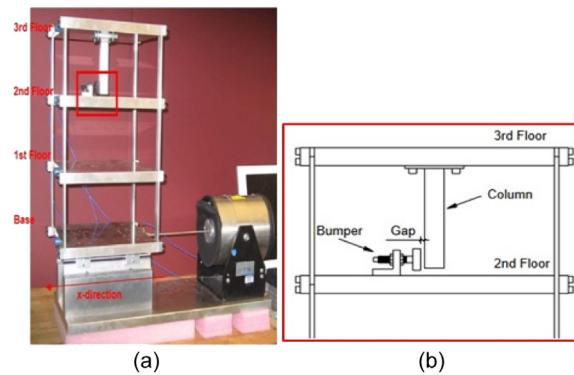 3rd Floor
2nd Floor
1st Floor
Base
x-direction
(a)
3rd Floor
Column
Bumper
Gap
2nd Floor
(b)